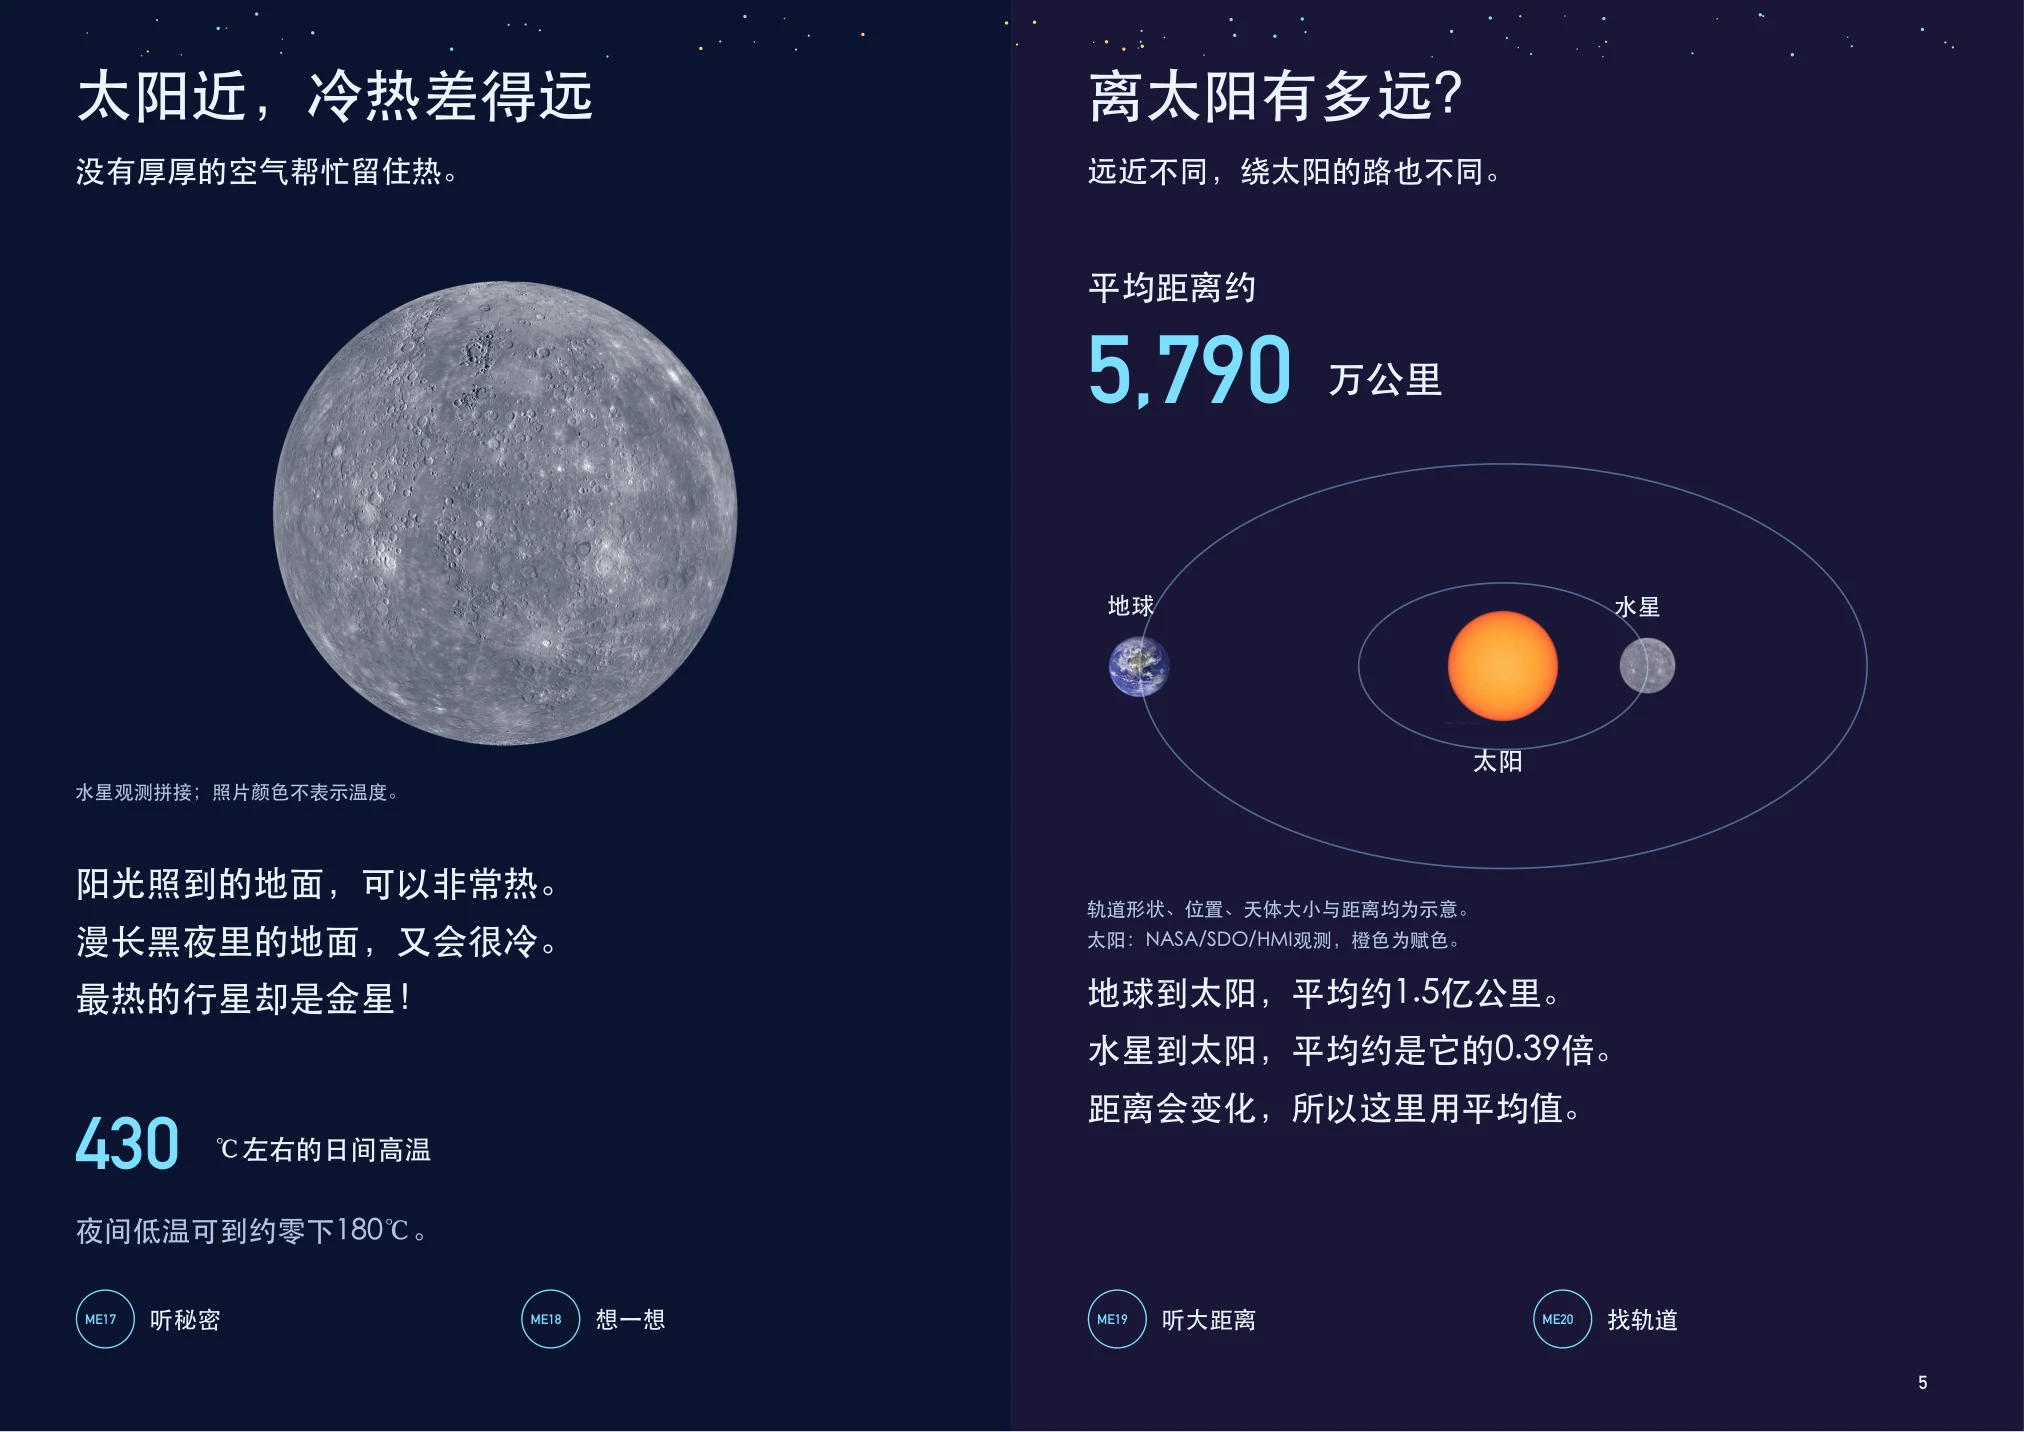 太阳近，冷热差得远
没有厚厚的空气帮忙留住热。
水星观测拼接；照片颜色不表示温度。
阳光照到的地面，可以非常热。
漫长黑夜里的地面，又会很冷。
最热的行星却是金星！
430 ℃左右的日间高温
夜间低温可到约零下180℃。
ME17 听秘密
ME18 想一想
离太阳有多远？
远近不同，绕太阳的路也不同。
平均距离约
5,790 万公里
地球
水星
太阳
轨道形状、位置、天体大小与距离均为示意。
太阳：NASA/SDO/HMI观测，橙色为赋色。
地球到太阳，平均约1.5亿公里。
水星到太阳，平均约是它的0.39倍。
距离会变化，所以这里用平均值。
ME19 听大距离
ME20 找轨道
5